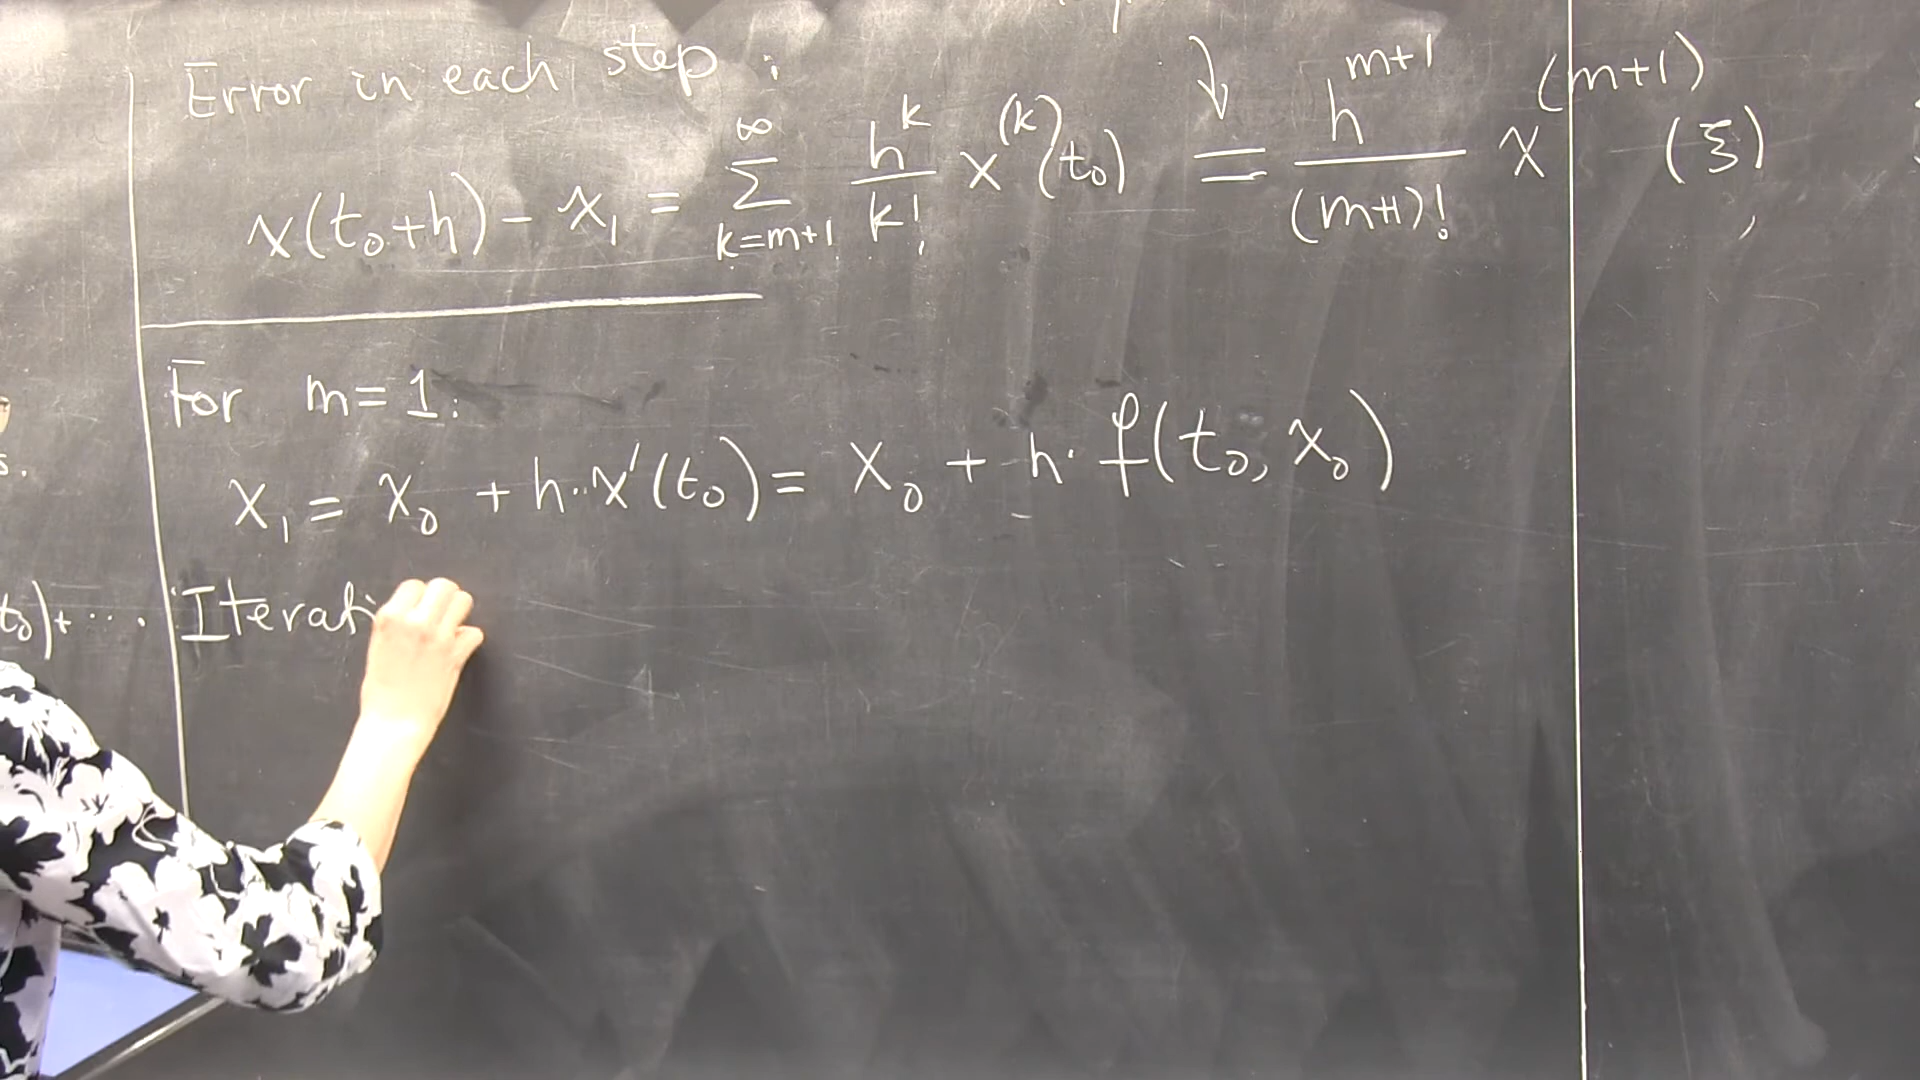 Error in each step :
x(t₀+h) - x₁ = ∑_{k=m+1}^{∞} h^k/k! x^{(k)}(t₀) = h^{m+1}/(m+1)! x^{(m+1)}(ξ) ,
For m=1:
x₁ = x₀ + h·x'(t₀) = x₀ + h·f(t₀, x₀)
t₀)+ ···· Iterati
s.